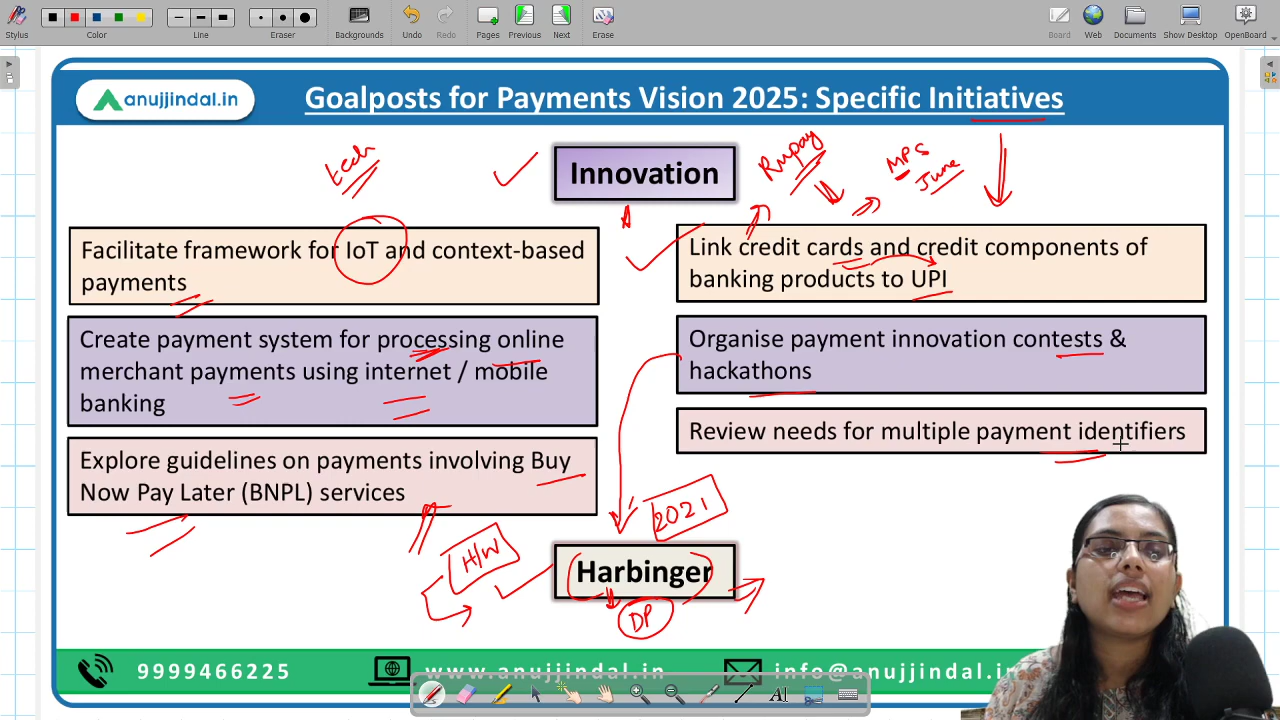 Stylus
Color
Line
Eraser
Backgrounds
Undo
Redo
Pages
Previous
Next
Erase
Board
Web
Documents
Show Desktop
OpenBoard
anujjindal.in
Goalposts for Payments Vision 2025: Specific Initiatives
tech
Innovation
Rupay
MPS
June
Facilitate framework for IoT and context-based
payments
Create payment system for processing online
merchant payments using internet / mobile
banking
Explore guidelines on payments involving Buy
Now Pay Later (BNPL) services
Link credit cards and credit components of
banking products to UPI
Organise payment innovation contests &
hackathons
Review needs for multiple payment identifiers
2021
H/W
Harbinger
DP
9999466225
www.anujjindal.in
info@anujjindal.in